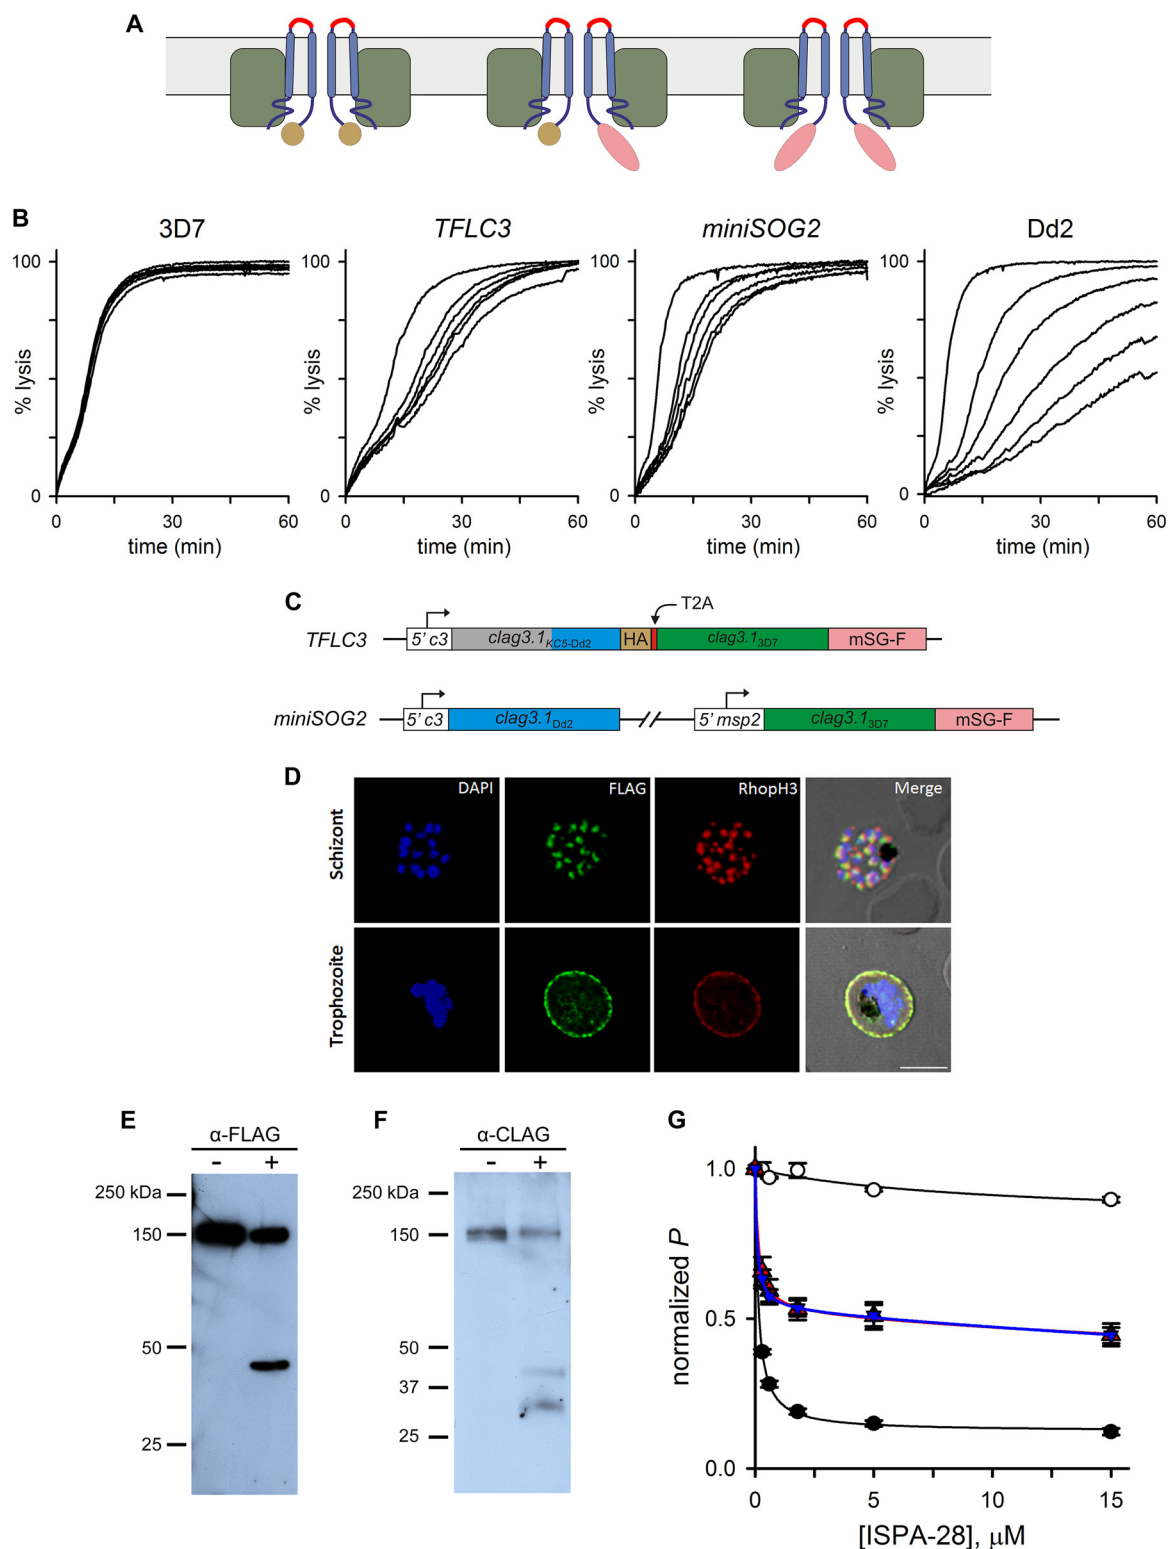 A
B
3D7
TFLC3
miniSOG2
Dd2
100
% lysis
0
0 30 60
time (min)
100
% lysis
0
0 30 60
time (min)
100
% lysis
0
0 30 60
time (min)
100
% lysis
0
0 30 60
time (min)
C
T2A
TFLC3
5' c3
clag3.1KC5-Dd2
HA
clag3.13D7
mSG-F
miniSOG2
5' c3
clag3.1Dd2
5' msp2
clag3.13D7
mSG-F
D
DAPI
FLAG
RhopH3
Merge
Schizont
Trophozoite
E
α-FLAG
- +
250 kDa
150
50
25
F
α-CLAG
- +
250 kDa
150
50
37
25
G
1.0
0.5
0.0
normalized P
0 5 10 15
[ISPA-28], μM